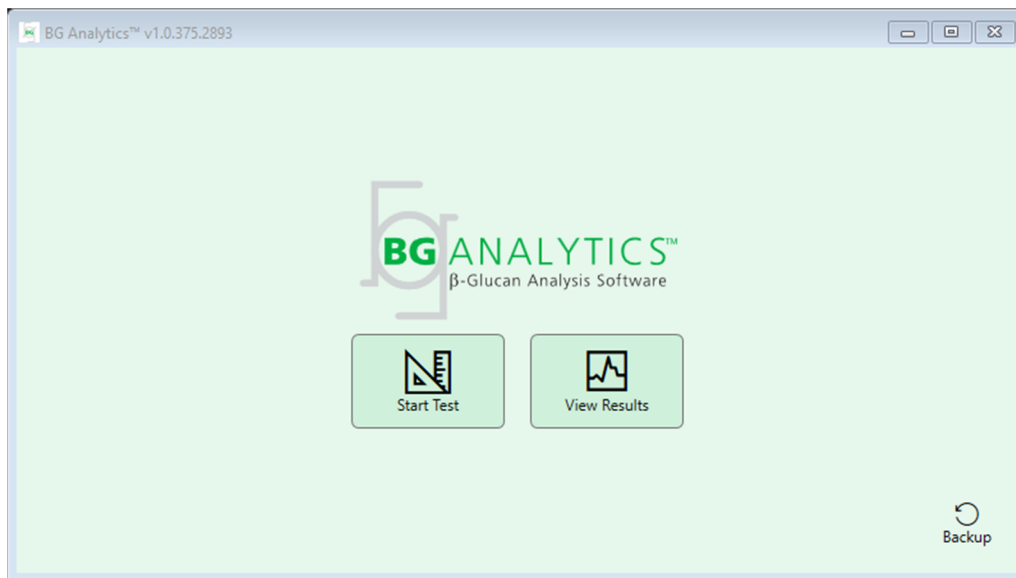 BG Analytics™ v1.0.375.2893
BG ANALYTICS™
β-Glucan Analysis Software
Start Test
View Results
Backup